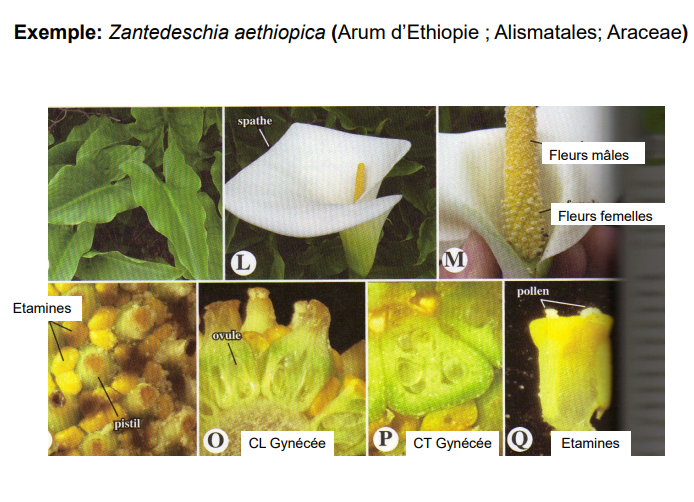 Exemple: Zantedeschia aethiopica (Arum d’Ethiopie ; Alismatales; Araceae)
spathe
L
Fleurs mâles
Fleurs femelles
M
Etamines
pistil
ovule
O
CL Gynécée
P
CT Gynécée
pollen
Q
Etamines